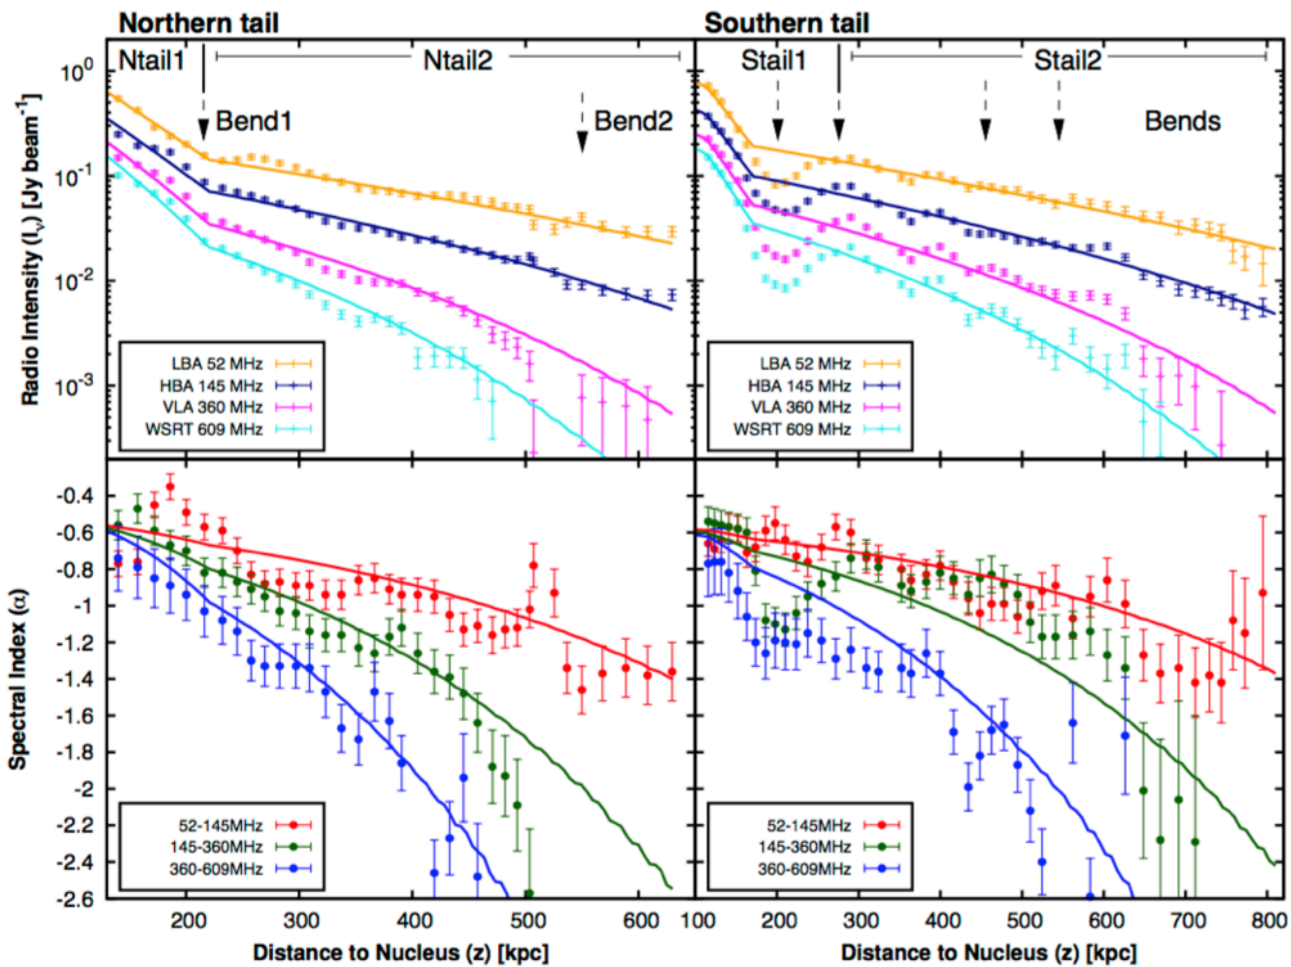 Northern tail
Southern tail
Ntail1
Ntail2
Stail1
Stail2
Bend1
Bend2
Bends
Radio Intensity (Iᵥ) [Jy beam⁻¹]
10⁰
10⁻¹
10⁻²
10⁻³
LBA 52 MHz
HBA 145 MHz
VLA 360 MHz
WSRT 609 MHz
LBA 52 MHz
HBA 145 MHz
VLA 360 MHz
WSRT 609 MHz
Spectral Index (α)
-0.4
-0.6
-0.8
-1
-1.2
-1.4
-1.6
-1.8
-2
-2.2
-2.4
-2.6
52-145MHz
145-360MHz
360-609MHz
52-145MHz
145-360MHz
360-609MHz
200 300 400 500 600
100 200 300 400 500 600 700 800
Distance to Nucleus (z) [kpc]
Distance to Nucleus (z) [kpc]